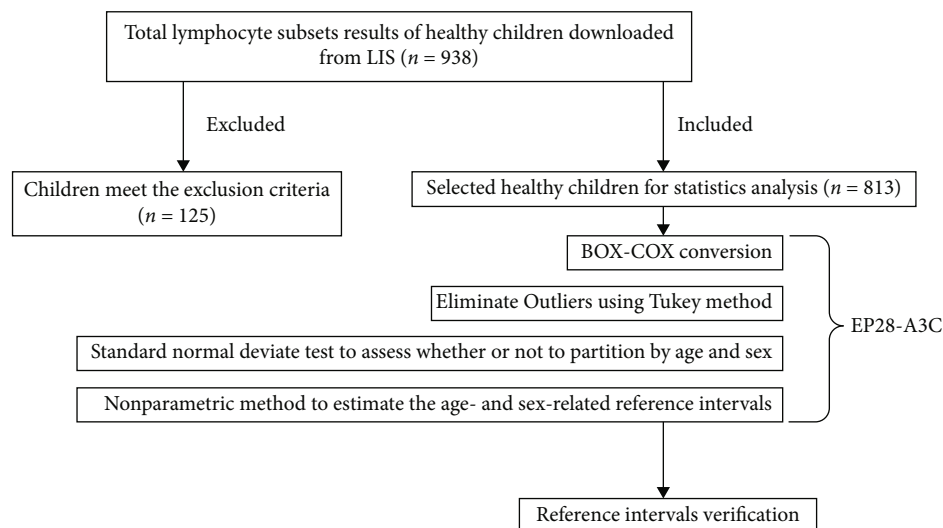 Total lymphocyte subsets results of healthy children downloaded
from LIS (n = 938)
Excluded
Included
Children meet the exclusion criteria
(n = 125)
Selected healthy children for statistics analysis (n = 813)
BOX-COX conversion
Eliminate Outliers using Tukey method
EP28-A3C
Standard normal deviate test to assess whether or not to partition by age and sex
Nonparametric method to estimate the age- and sex-related reference intervals
Reference intervals verification